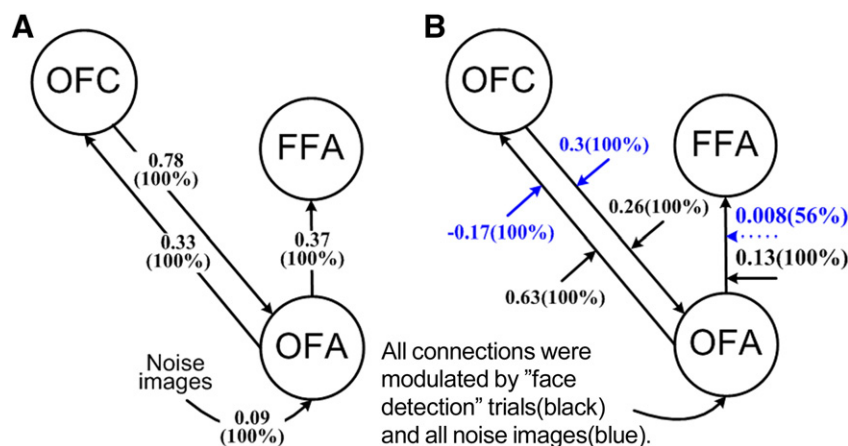 A
OFC
FFA
0.78
(100%)
0.33
(100%)
0.37
(100%)
OFA
Noise
images
0.09
(100%)
B
OFC
FFA
0.3(100%)
0.26(100%)
0.008(56%)
-0.17(100%)
0.13(100%)
0.63(100%)
OFA
All connections were
modulated by ”face
detection” trials(black)
and all noise images(blue).